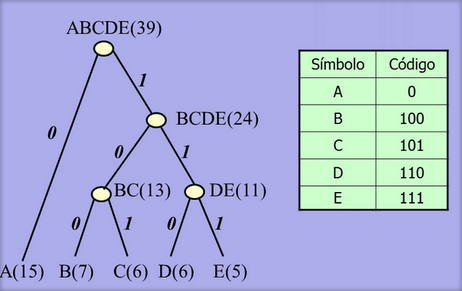 ABCDE(39)
0
1
BCDE(24)
0
1
BC(13)
DE(11)
0
1
0
1
A(15) B(7) C(6) D(6) E(5)
Símbolo Código
A 0
B 100
C 101
D 110
E 111